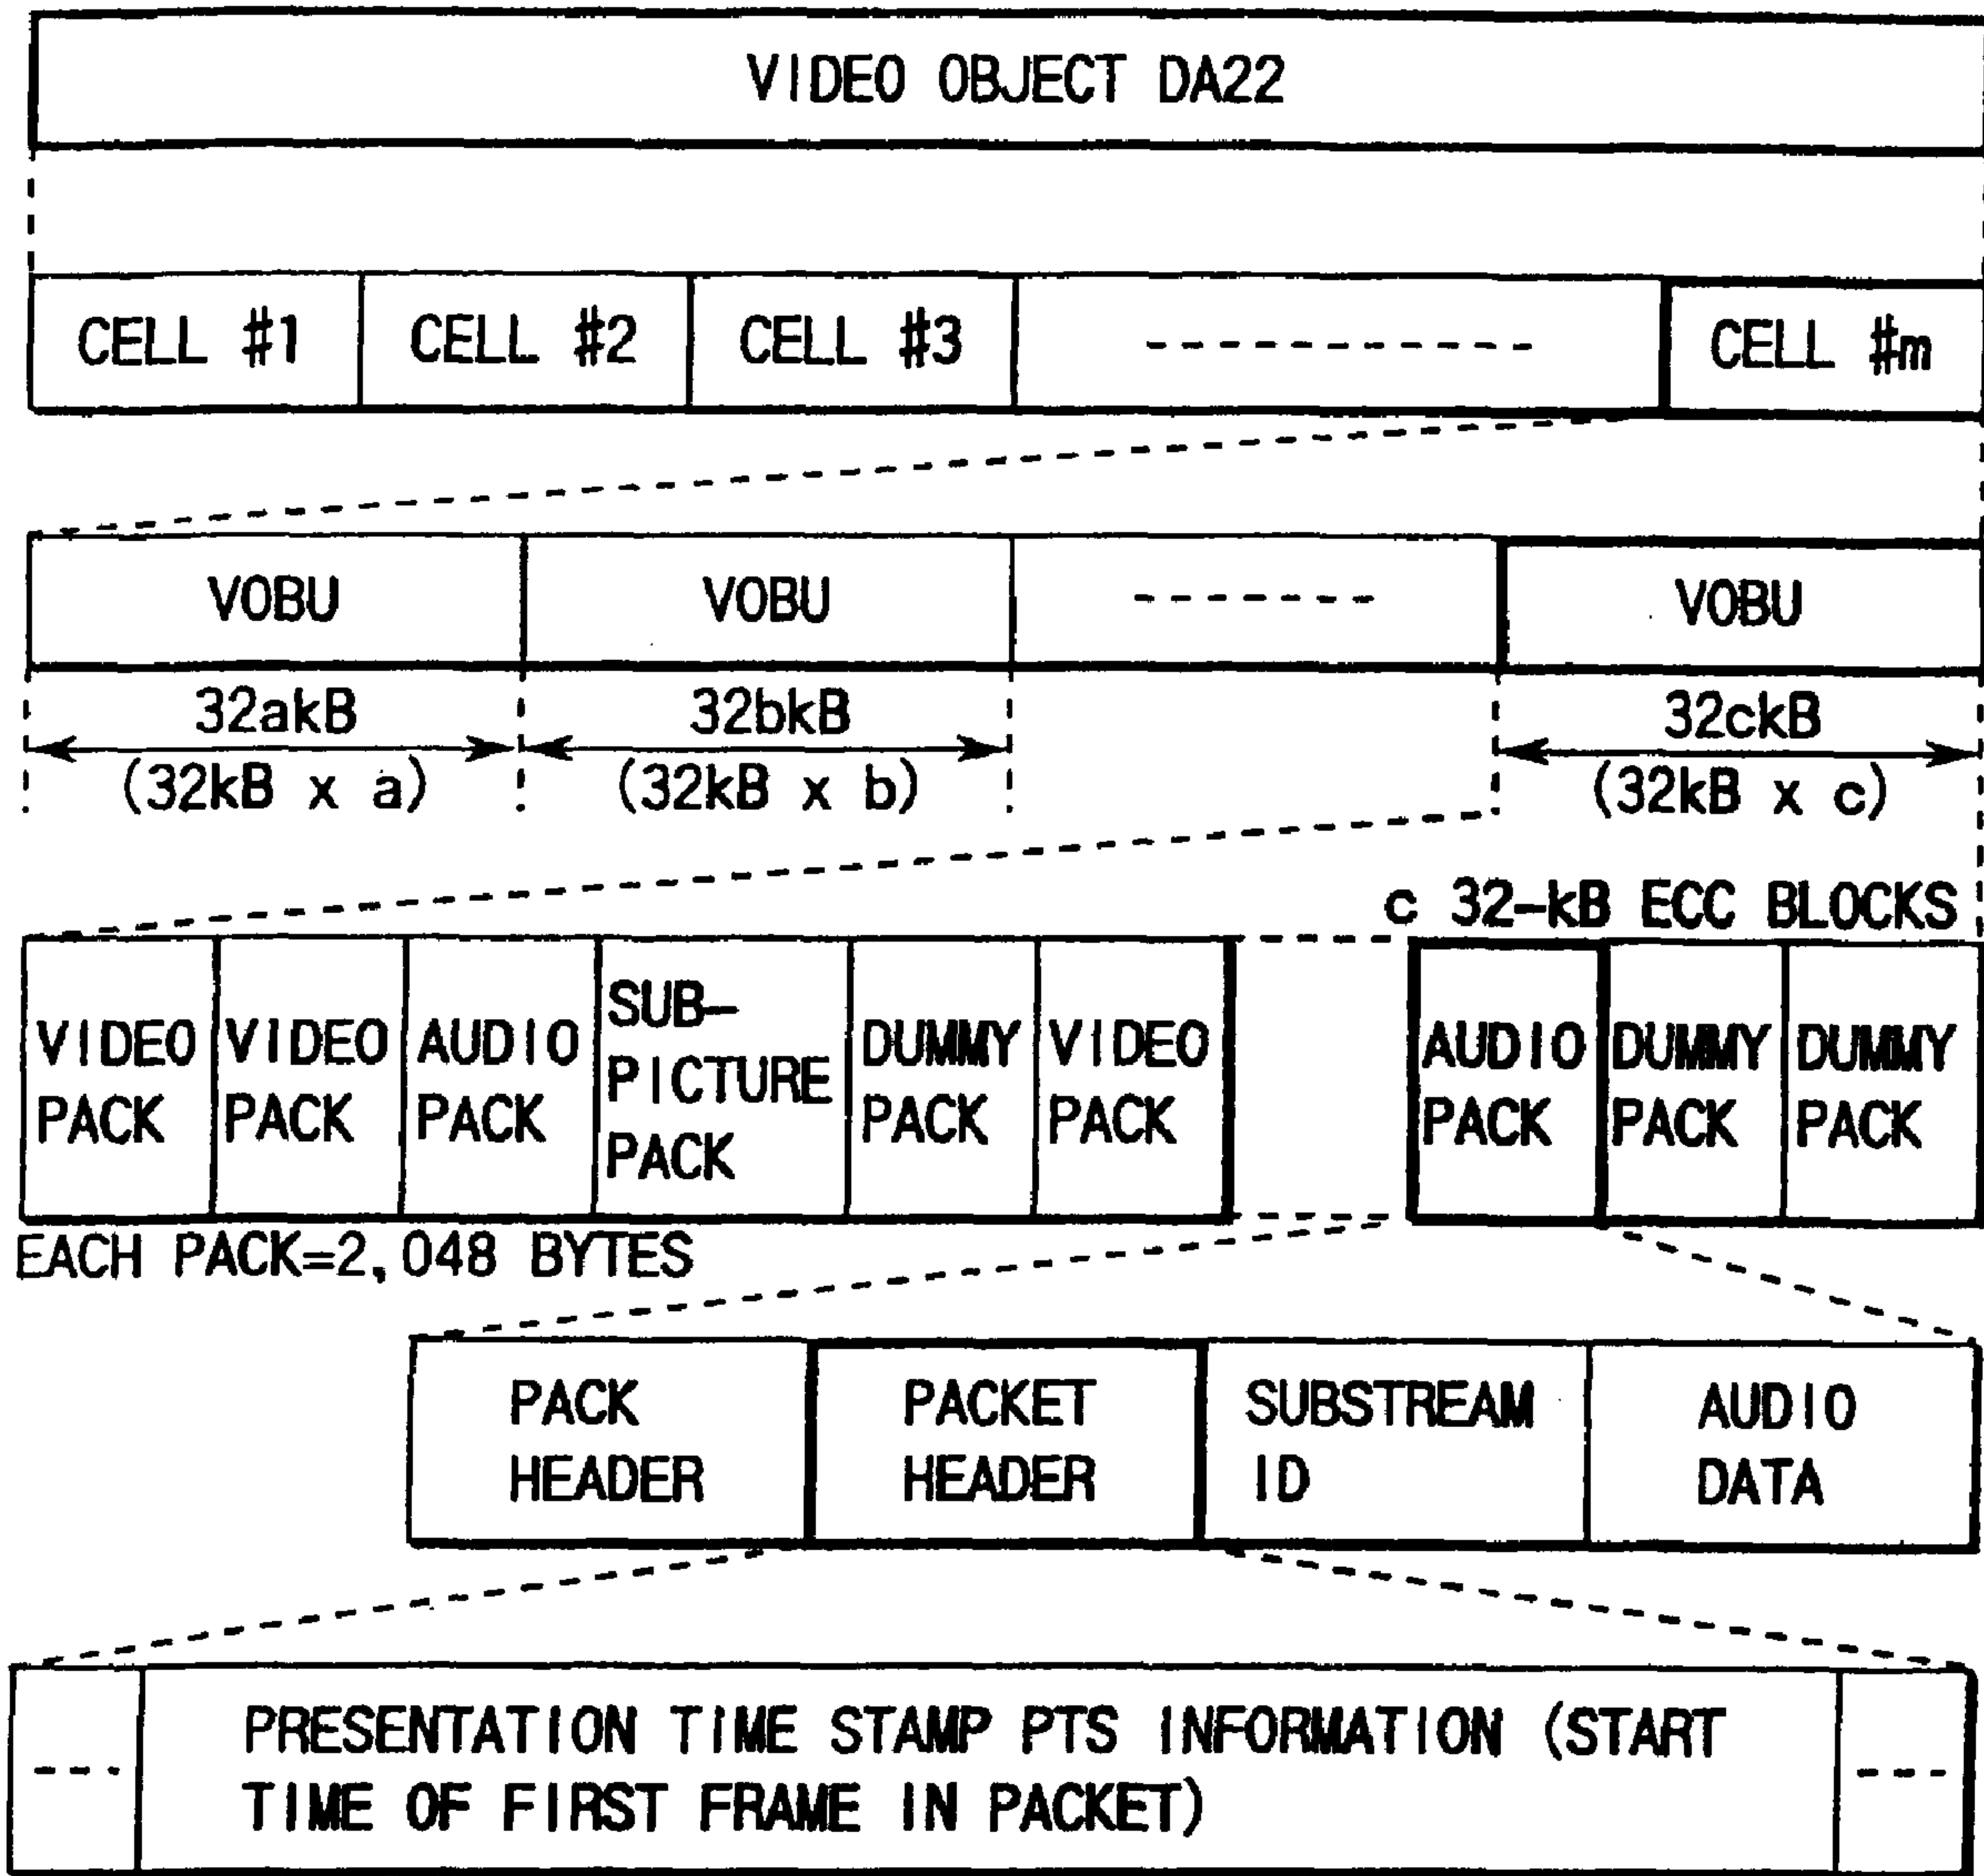 VIDEO OBJECT DA22
CELL #1 CELL #2 CELL #3 ----------- CELL #m
VOBU VOBU ------- VOBU
32akB 32bkB 32ckB
(32kB x a) (32kB x b) (32kB x c)
c 32-kB ECC BLOCKS
VIDEO
PACK
VIDEO
PACK
AUDIO
PACK
SUB-
PICTURE
PACK
DUMMY
PACK
VIDEO
PACK
AUDIO
PACK
DUMMY
PACK
DUMMY
PACK
EACH PACK=2,048 BYTES
PACK
HEADER
PACKET
HEADER
SUBSTREAM
ID
AUDIO
DATA
--- PRESENTATION TIME STAMP PTS INFORMATION (START
TIME OF FIRST FRAME IN PACKET) ---